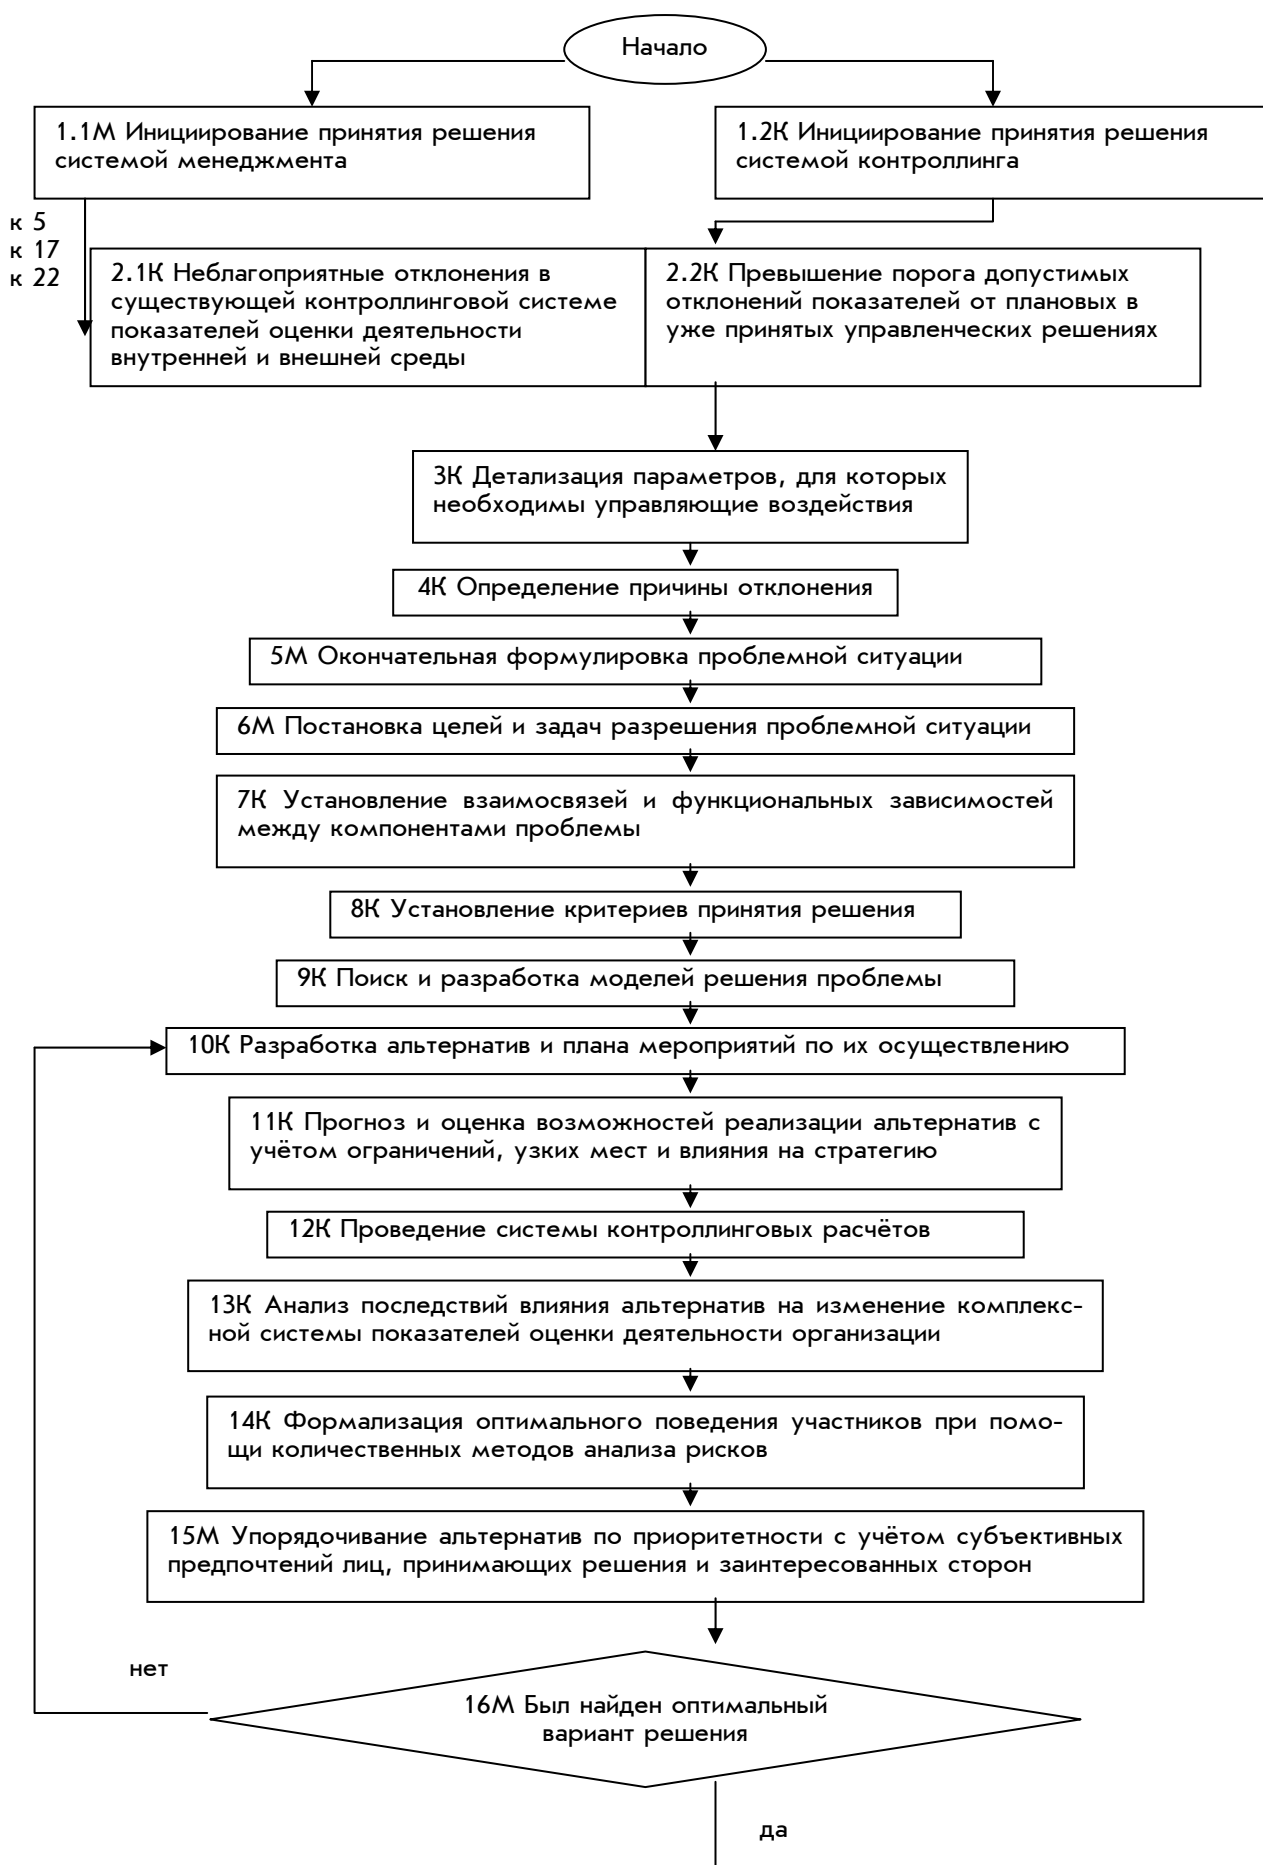 Начало
1.1М Инициирование принятия решения
системой менеджмента
1.2К Инициирование принятия решения
системой контроллинга
к 5
к 17
к 22
2.1К Неблагоприятные отклонения в
существующей контроллинговой системе
показателей оценки деятельности
внутренней и внешней среды
2.2К Превышение порога допустимых
отклонений показателей от плановых в
уже принятых управленческих решениях
3К Детализация параметров, для которых
необходимы управляющие воздействия
4К Определение причины отклонения
5М Окончательная формулировка проблемной ситуации
6М Постановка целей и задач разрешения проблемной ситуации
7К Установление взаимосвязей и функциональных зависимостей
между компонентами проблемы
8К Установление критериев принятия решения
9К Поиск и разработка моделей решения проблемы
10К Разработка альтернатив и плана мероприятий по их осуществлению
11К Прогноз и оценка возможностей реализации альтернатив с
учётом ограничений, узких мест и влияния на стратегию
12К Проведение системы контроллинговых расчётов
13К Анализ последствий влияния альтернатив на изменение комплекс-
ной системы показателей оценки деятельности организации
14К Формализация оптимального поведения участников при помо-
щи количественных методов анализа рисков
15М Упорядочивание альтернатив по приоритетности с учётом субъективных
предпочтений лиц, принимающих решения и заинтересованных сторон
нет
16М Был найден оптимальный
вариант решения
да